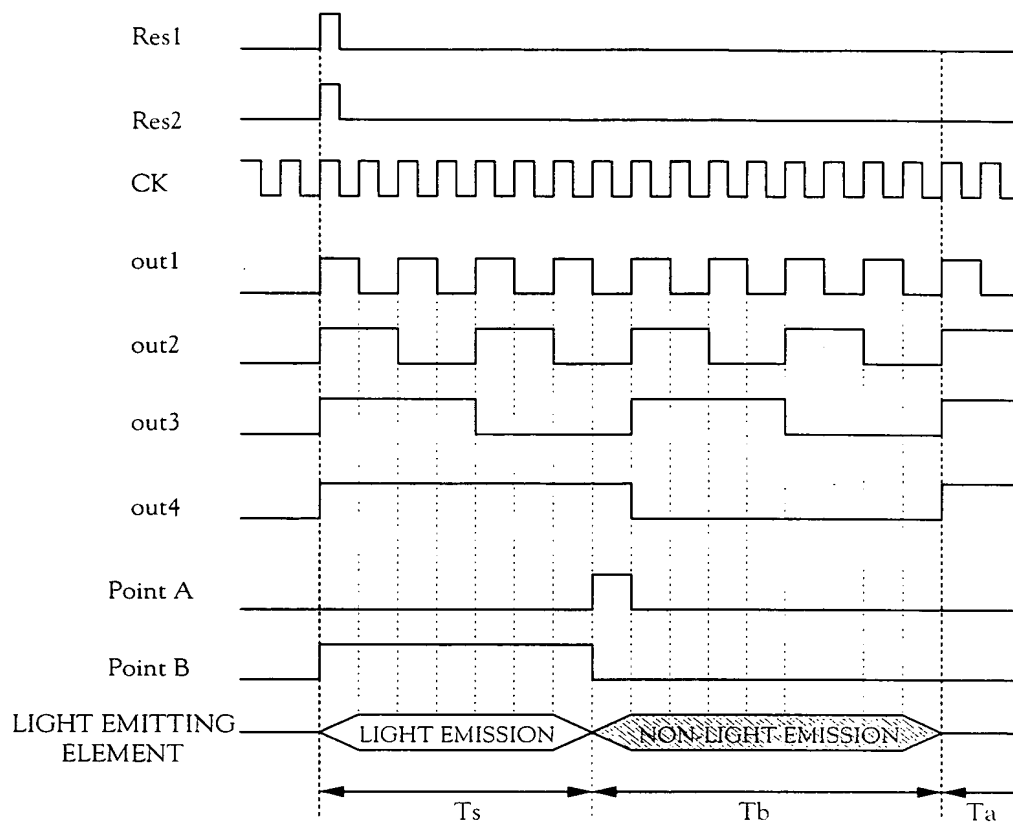 Res1
Res2
CK
out1
out2
out3
out4
Point A
Point B
LIGHT EMITTING
ELEMENT
LIGHT EMISSION
NON-LIGHT-EMISSION
Ts
Tb
Ta